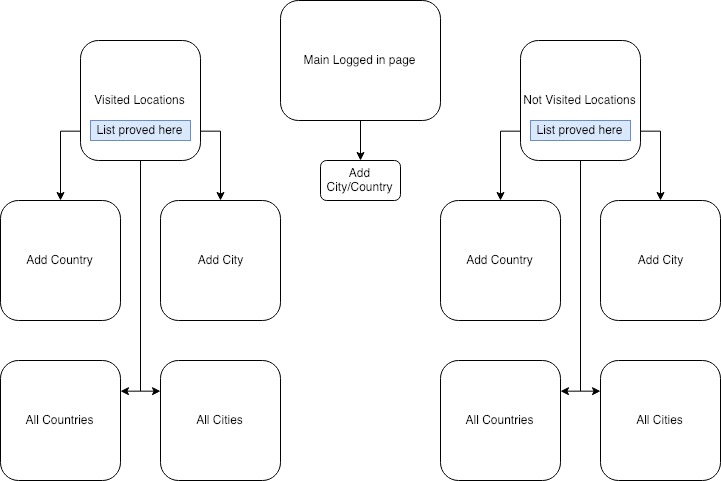 Main Logged in page
Visited Locations
List proved here
Not Visited Locations
List proved here
Add
City/Country
Add Country
Add City
Add Country
Add City
All Countries
All Cities
All Countries
All Cities